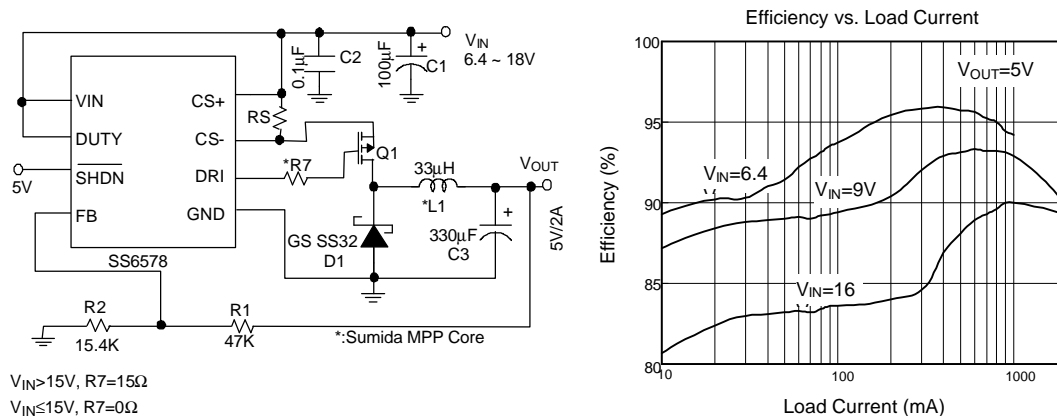 VIN
6.4 ~ 18V
0.1µF
C2
100µF
+
C1
VIN
DUTY
5V
SHDN
FB
CS+
CS-
DRI
GND
RS
*R7
Q1
33µH
*L1
VOUT
5V/2A
GS SS32
D1
+
330µF
C3
SS6578
R2
15.4K
R1
47K
*:Sumida MPP Core
VIN>15V, R7=15Ω
VIN≤15V, R7=0Ω
Efficiency vs. Load Current
Efficiency (%)
100
95
90
85
80
VOUT=5V
VIN=6.4
VIN=9V
VIN=16
10
100
1000
Load Current (mA)